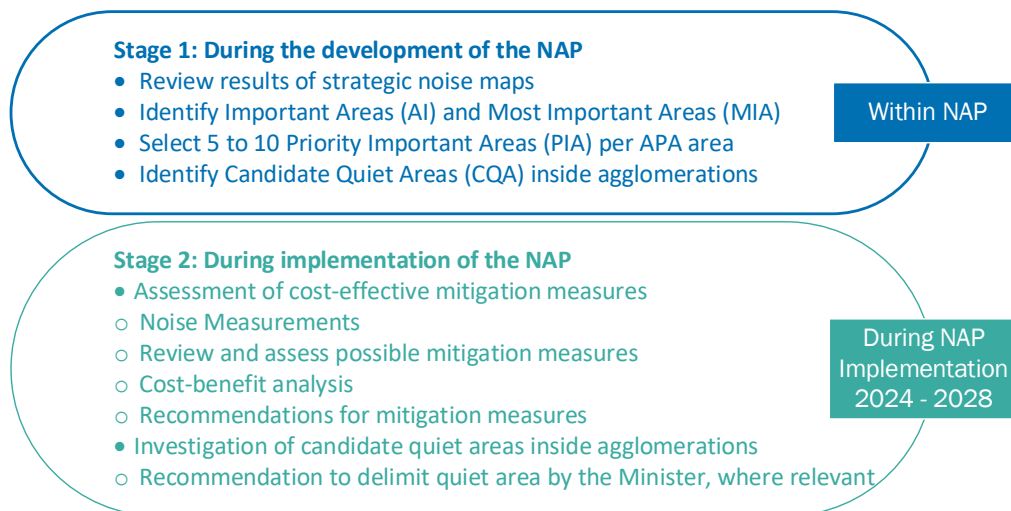 Stage 1: During the development of the NAP
• Review results of strategic noise maps
• Identify Important Areas (AI) and Most Important Areas (MIA)
• Select 5 to 10 Priority Important Areas (PIA) per APA area
• Identify Candidate Quiet Areas (CQA) inside agglomerations
Within NAP
Stage 2: During implementation of the NAP
• Assessment of cost-effective mitigation measures
o Noise Measurements
o Review and assess possible mitigation measures
o Cost-benefit analysis
o Recommendations for mitigation measures
• Investigation of candidate quiet areas inside agglomerations
o Recommendation to delimit quiet area by the Minister, where relevant
During NAP
Implementation
2024 - 2028